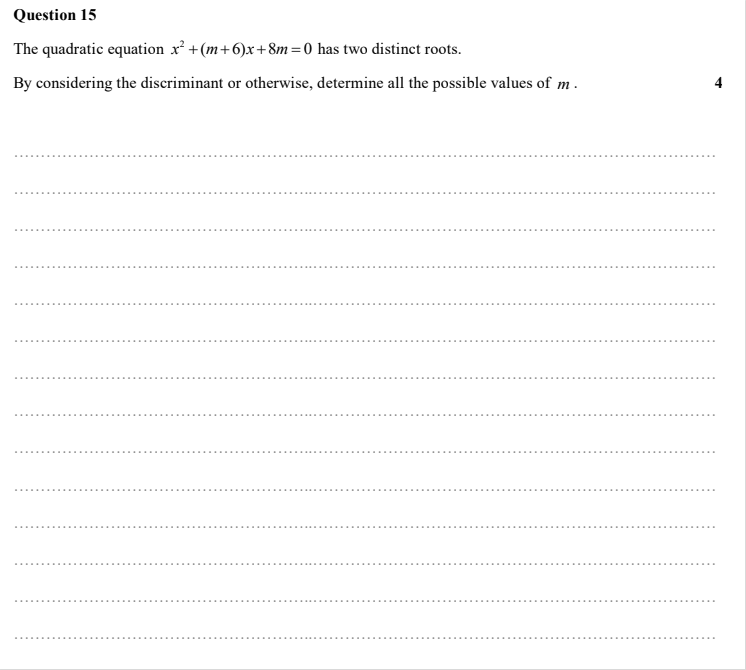 Question 15
The quadratic equation x² + (m + 6)x + 8m = 0 has two distinct roots.
By considering the discriminant or otherwise, determine all the possible values of m . 4